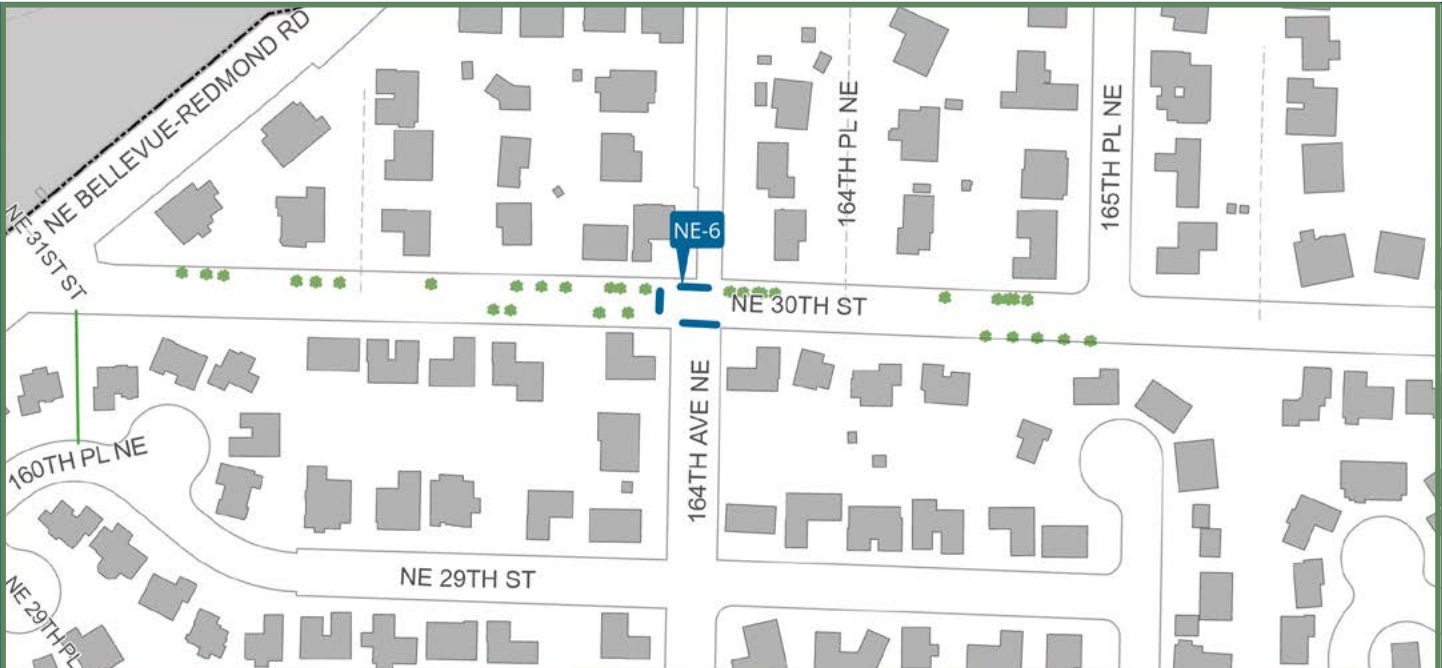 NE BELLEVUE-REDMOND RD
164TH PL NE
165TH PL NE
NE 31ST ST
NE-6
NE 30TH ST
164TH AVE NE
160TH PL NE
NE 29TH ST
NE 29TH PL